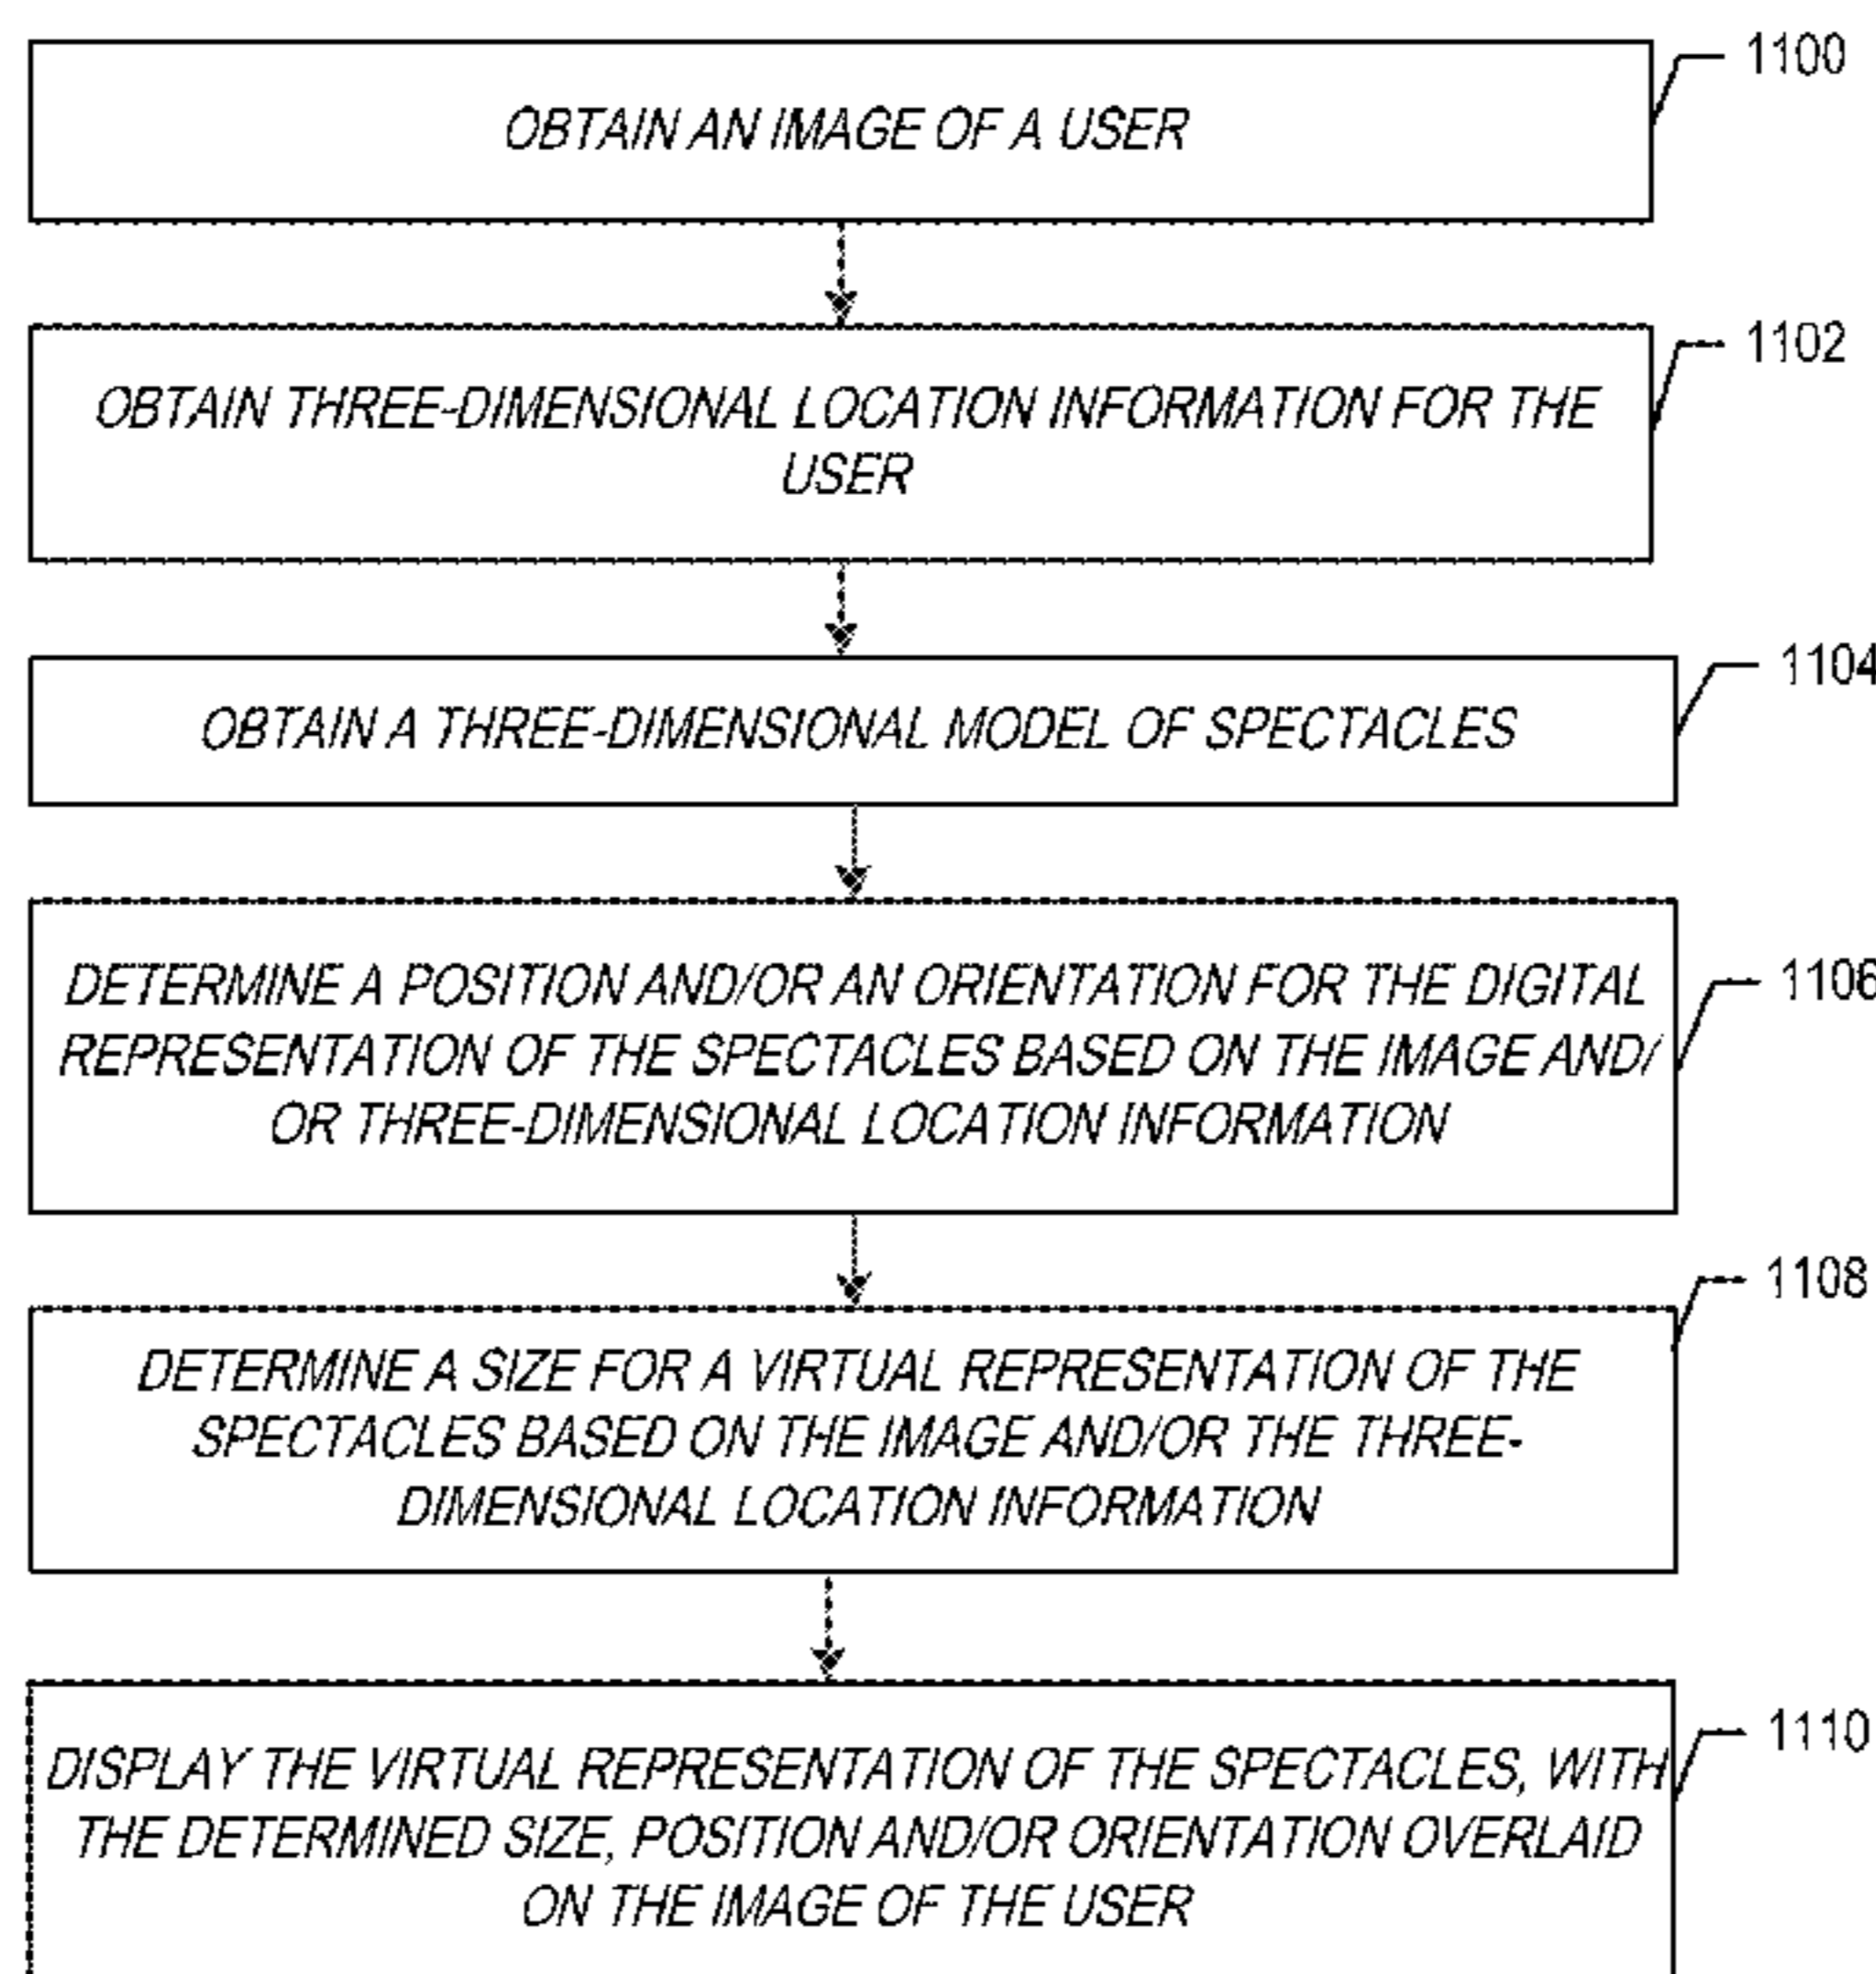 1100
OBTAIN AN IMAGE OF A USER
1102
OBTAIN THREE-DIMENSIONAL LOCATION INFORMATION FOR THE
USER
1104
OBTAIN A THREE-DIMENSIONAL MODEL OF SPECTACLES
1106
DETERMINE A POSITION AND/OR AN ORIENTATION FOR THE DIGITAL
REPRESENTATION OF THE SPECTACLES BASED ON THE IMAGE AND/
OR THREE-DIMENSIONAL LOCATION INFORMATION
1108
DETERMINE A SIZE FOR A VIRTUAL REPRESENTATION OF THE
SPECTACLES BASED ON THE IMAGE AND/OR THE THREE-
DIMENSIONAL LOCATION INFORMATION
1110
DISPLAY THE VIRTUAL REPRESENTATION OF THE SPECTACLES, WITH
THE DETERMINED SIZE, POSITION AND/OR ORIENTATION OVERLAID
ON THE IMAGE OF THE USER